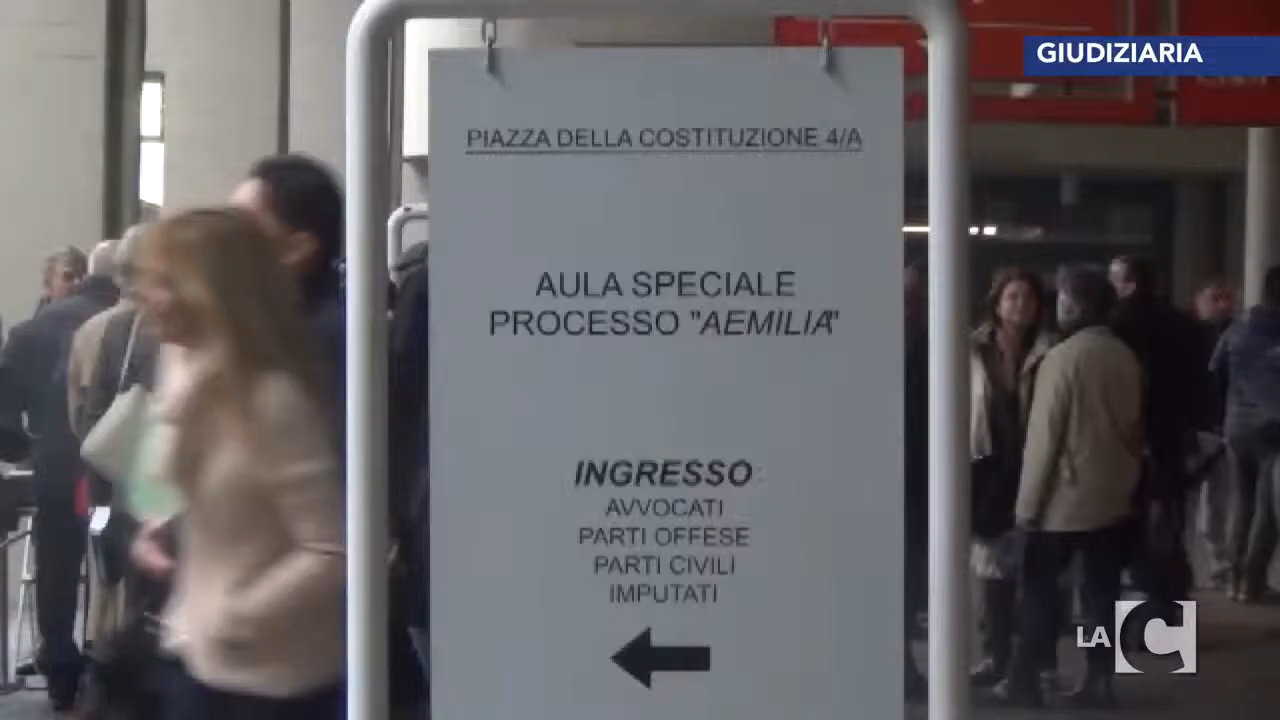 GIUDIZIARIA
PIAZZA DELLA COSTITUZIONE 4/A
AULA SPECIALE
PROCESSO "AEMILIA"
INGRESSO
AVVOCATI
PARTI OFFESE
PARTI CIVILI
IMPUTATI
LA C